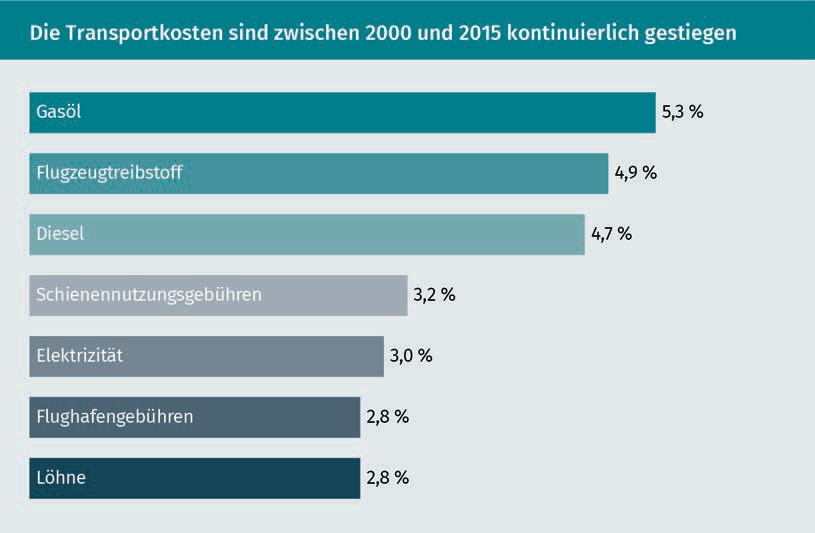 Die Transportkosten sind zwischen 2000 und 2015 kontinuierlich gestiegen
Gasöl 5,3 %
Flugzeugtreibstoff 4,9 %
Diesel 4,7 %
Schienennutzungsgebühren 3,2 %
Elektrizität 3,0 %
Flughafengebühren 2,8 %
Löhne 2,8 %